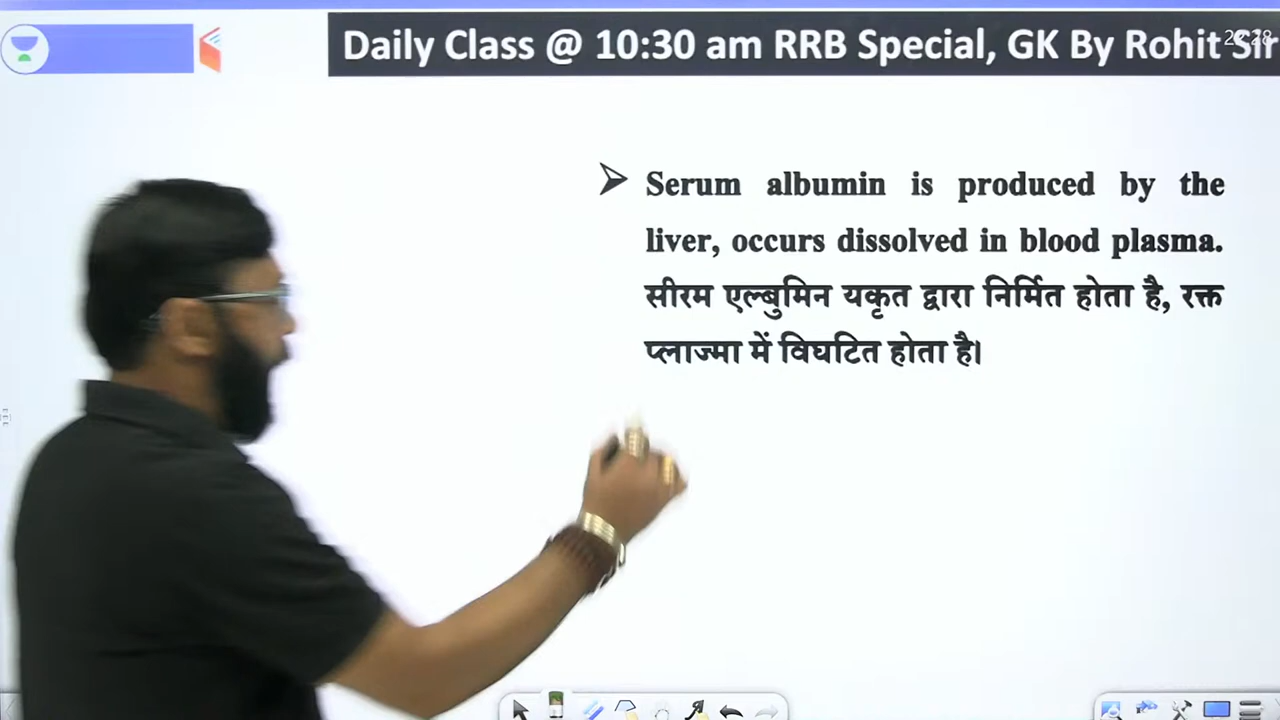 Daily Class @ 10:30 am RRB Special, GK By Rohit Sir
Serum albumin is produced by the
liver, occurs dissolved in blood plasma.
सीरम एल्बुमिन यकृत द्वारा निर्मित होता है, रक्त
प्लाज्मा में विघटित होता है।